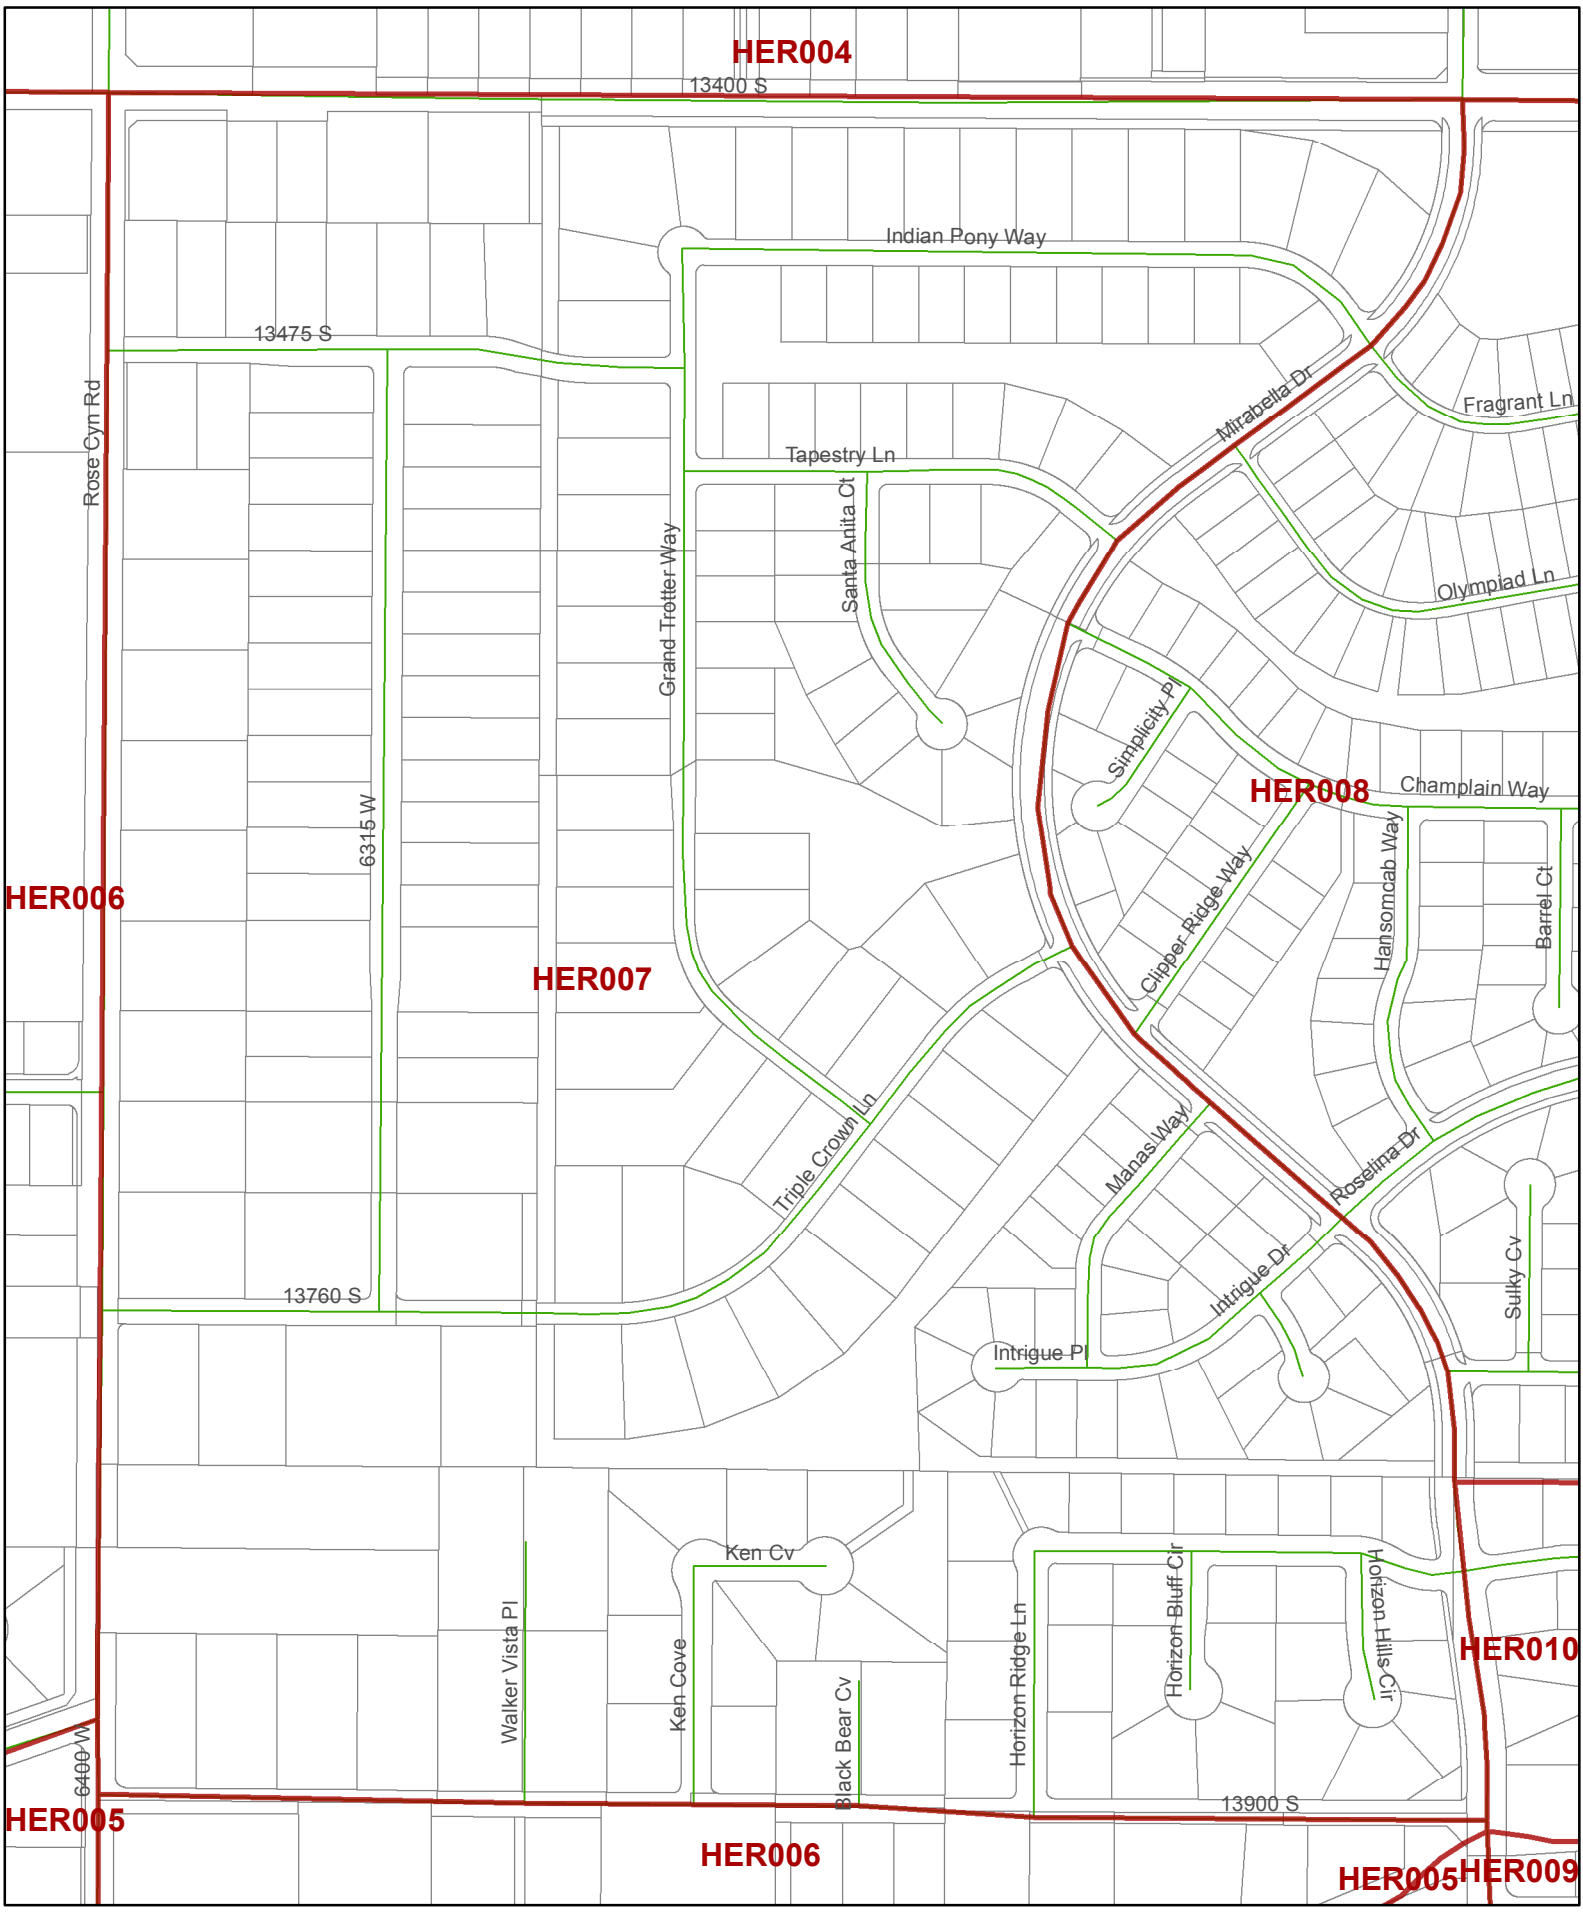 HER004
13400 S
Indian Pony Way
13475 S
Mirabella Dr
Rose Cyn Rd
Fragrant Ln
Tapestry Ln
Santa Anita Ct
Grand Trotter Way
Olympiad Ln
Simplicity Pl
HER008
Champlain Way
6315 W
Hansomcab Way
Clipper Ridge Way
Barrel Ct
HER006
HER007
Triple Crown Ln
Manas Way
Roselina Dr
Intrigue Dr
Sulky Cv
13760 S
Intrigue Pl
Ken Cv
Horizon Bluff Cir
Horizon Hills Cir
Walker Vista Pl
Ken Cove
Horizon Ridge Ln
HER010
Black Bear Cv
6400 W
13900 S
HER005
HER006
HER005
HER009